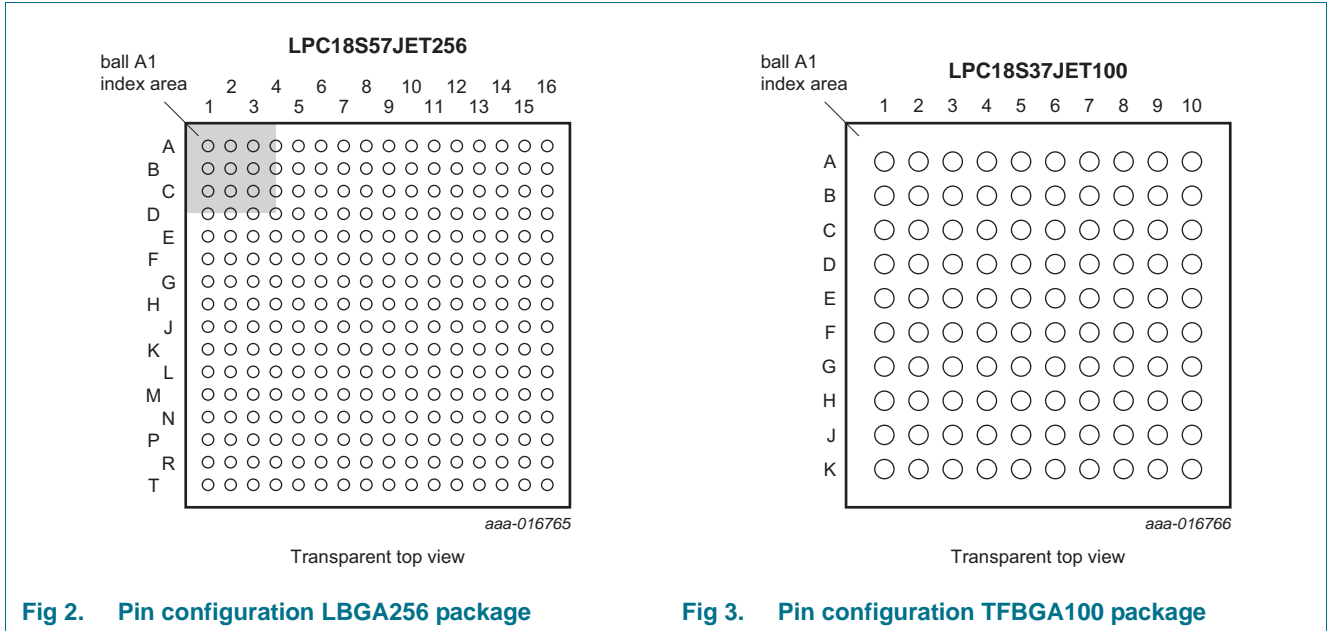 LPC18S57JET256
ball A1
index area
2 4 6 8 10 12 14 16
1 3 5 7 9 11 13 15
A
B
C
D
E
F
G
H
J
K
L
M
N
P
R
T
aaa-016765
Transparent top view
Fig 2. Pin configuration LBGA256 package
LPC18S37JET100
ball A1
index area
1 2 3 4 5 6 7 8 9 10
A
B
C
D
E
F
G
H
J
K
aaa-016766
Transparent top view
Fig 3. Pin configuration TFBGA100 package